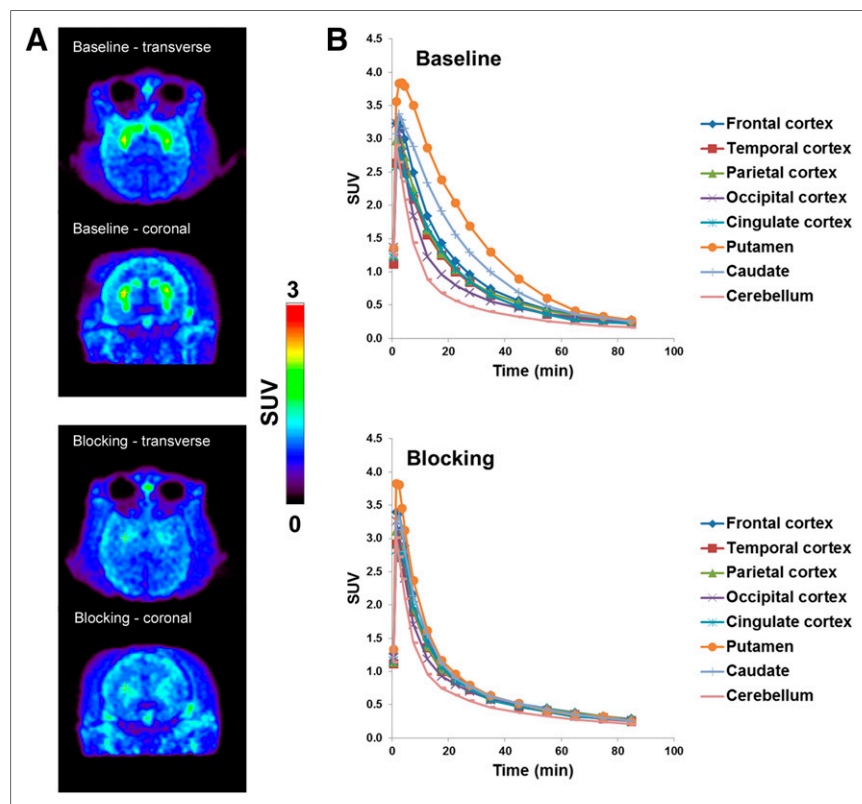 A
Baseline - transverse
Baseline - coronal
Blocking - transverse
Blocking - coronal
3
SUV
0
B
Baseline
4.5
4.0
3.5
3.0
2.5
2.0
1.5
1.0
0.5
0.0
SUV
0 20 40 60 80 100
Time (min)
Frontal cortex
Temporal cortex
Parietal cortex
Occipital cortex
Cingulate cortex
Putamen
Caudate
Cerebellum
Blocking
4.5
4.0
3.5
3.0
2.5
2.0
1.5
1.0
0.5
0.0
SUV
0 20 40 60 80 100
Time (min)
Frontal cortex
Temporal cortex
Parietal cortex
Occipital cortex
Cingulate cortex
Putamen
Caudate
Cerebellum